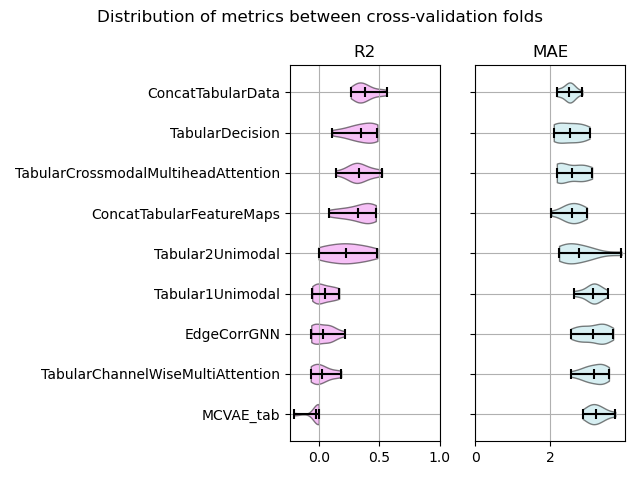 Distribution of metrics between cross-validation folds
R2
MAE
ConcatTabularData
TabularDecision
TabularCrossmodalMultiheadAttention
ConcatTabularFeatureMaps
Tabular2Unimodal
Tabular1Unimodal
EdgeCorrGNN
TabularChannelWiseMultiAttention
MCVAE_tab
0.0 0.5 1.0
0 2